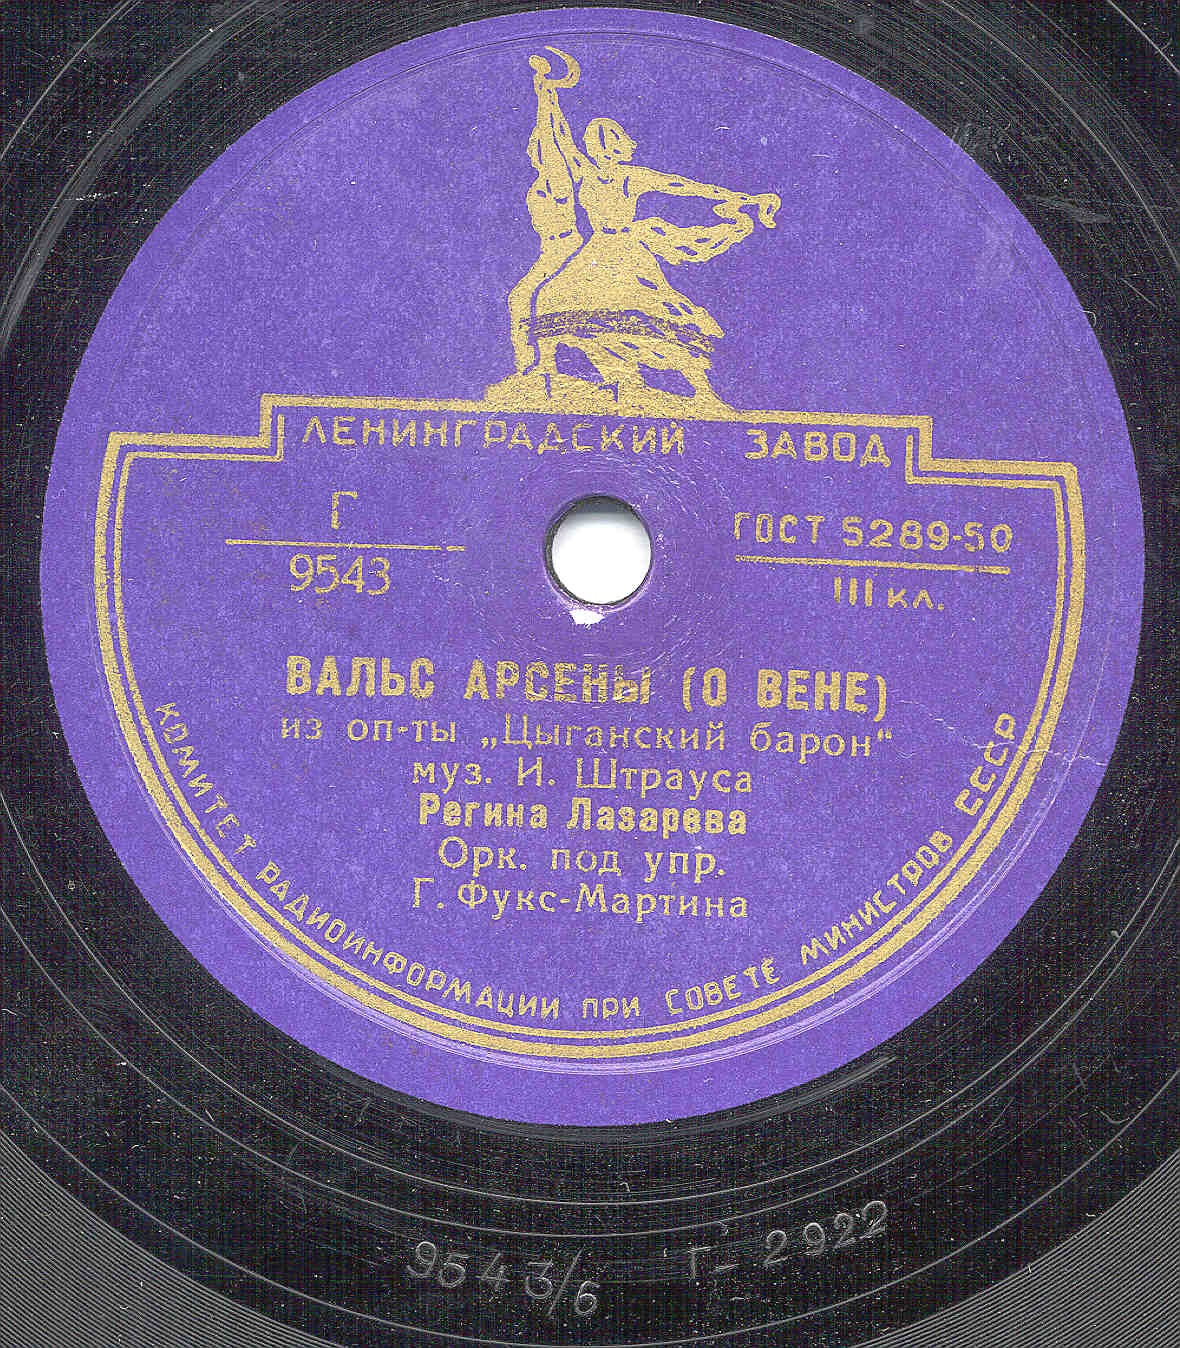 ЛЕНИНГРАДСКИЙ ЗАВОД
Г
9543
ГОСТ 5289-50
III кл.
ВАЛЬС АРСЕНЫ (О ВЕНЕ)
из оп-ты „Цыганский барон“
муз. И. Штрауса
Регина Лазарева
Орк. под упр.
Г. Фукс-Мартина
КОМИТЕТ РАДИОИНФОРМАЦИИ ПРИ СОВЕТЕ МИНИСТРОВ СССР
9543/6 Г-2922